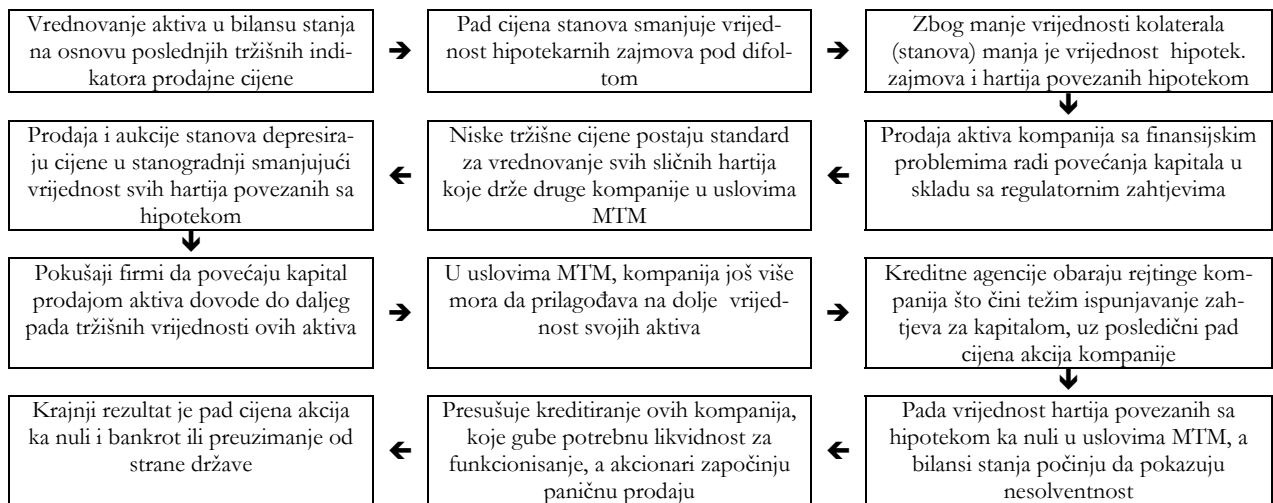 Vrednovanje aktiva u bilansu stanja
na osnovu poslednjih tržišnih indi-
katora prodajne cijene
➔
Pad cijena stanova smanjuje vrijed-
nost hipotekarnih zajmova pod difol-
tom
➔
Zbog manje vrijednosti kolaterala
(stanova) manja je vrijednost hipotek.
zajmova i hartija povezanih hipotekom
Prodaja aktiva kompanija sa finansijskim
problemima radi povećanja kapitala u
skladu sa regulatornim zahtjevima
Niske tržišne cijene postaju standard
za vrednovanje svih sličnih hartija
koje drže druge kompanije u uslovima
MTM
Prodaja i aukcije stanova depresira-
ju cijene u stanogradnji smanjujući
vrijednost svih hartija povezanih sa
hipotekom
Pokušaji firmi da povećaju kapital
prodajom aktiva dovode do daljeg
pada tržišnih vrijednosti ovih aktiva
➔
U uslovima MTM, kompanija još više
mora da prilagođava na dolje vrijed-
nost svojih aktiva
➔
Kreditne agencije obaraju rejtinge kom-
panija što čini težim ispunjavanje zah-
tjeva za kapitalom, uz posledični pad
cijena akcija kompanije
Pada vrijednost hartija povezanih sa
hipotekom ka nuli u uslovima MTM, a
bilansi stanja počinju da pokazuju
nesolventnost
Presušuje kreditiranje ovih kompanija,
koje gube potrebnu likvidnost za
funkcionisanje, a akcionari započinju
paničnu prodaju
Krajnji rezultat je pad cijena akcija
ka nuli i bankrot ili preuzimanje od
strane države